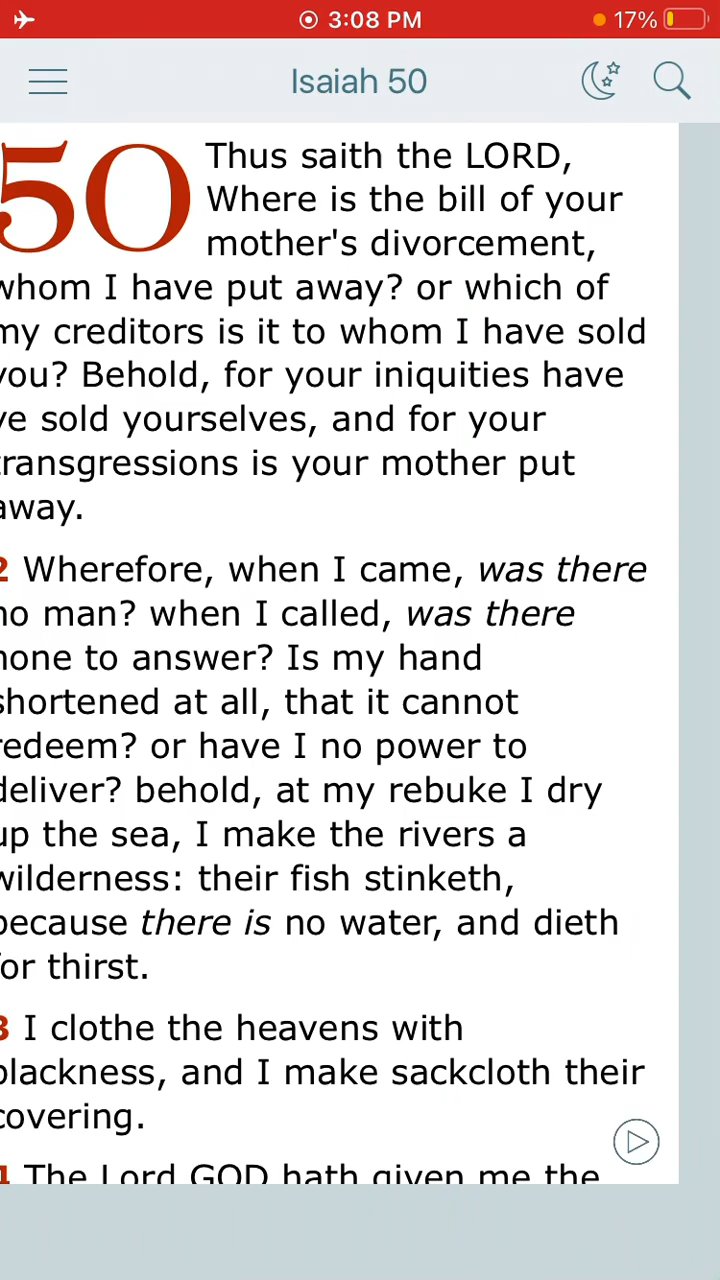 3:08 PM
17%
Isaiah 50
50 Thus saith the LORD,
Where is the bill of your
mother's divorcement,
whom I have put away? or which of
my creditors is it to whom I have sold
you? Behold, for your iniquities have
ye sold yourselves, and for your
transgressions is your mother put
away.
2 Wherefore, when I came, was there
no man? when I called, was there
none to answer? Is my hand
shortened at all, that it cannot
redeem? or have I no power to
deliver? behold, at my rebuke I dry
up the sea, I make the rivers a
wilderness: their fish stinketh,
because there is no water, and dieth
for thirst.
3 I clothe the heavens with
blackness, and I make sackcloth their
covering.
4 The Lord GOD hath given me the